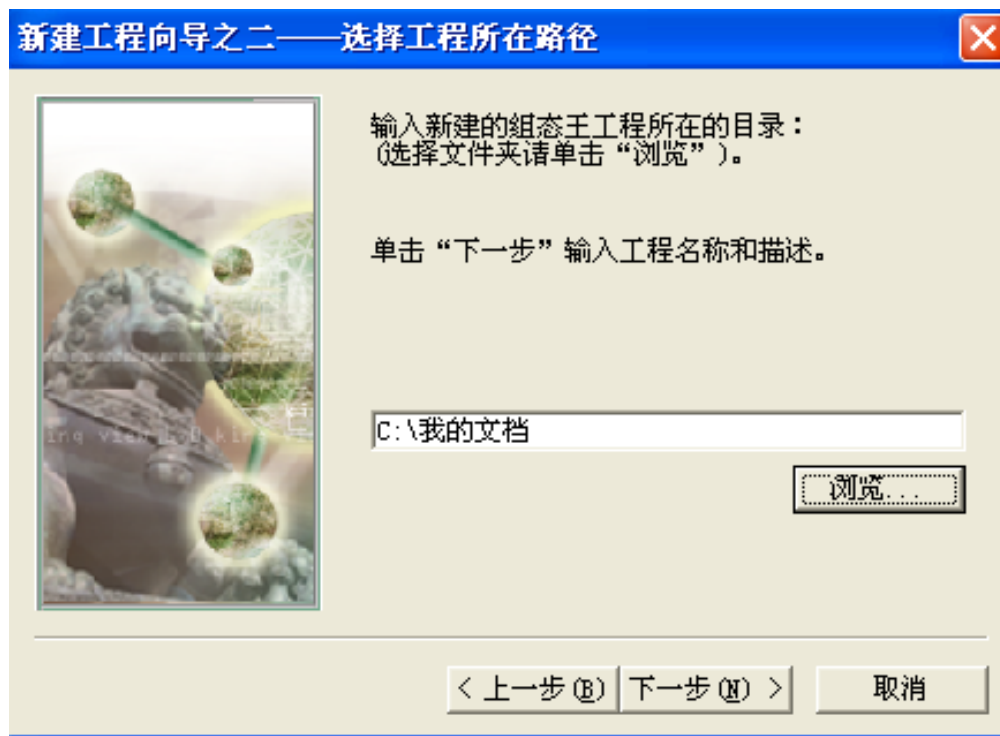 新建工程向导之二——选择工程所在路径
输入新建的组态王工程所在的目录：
(选择文件夹请单击“浏览”)。
单击“下一步”输入工程名称和描述。
C:\我的文档
浏览...
< 上一步(B)
下一步(N) >
取消